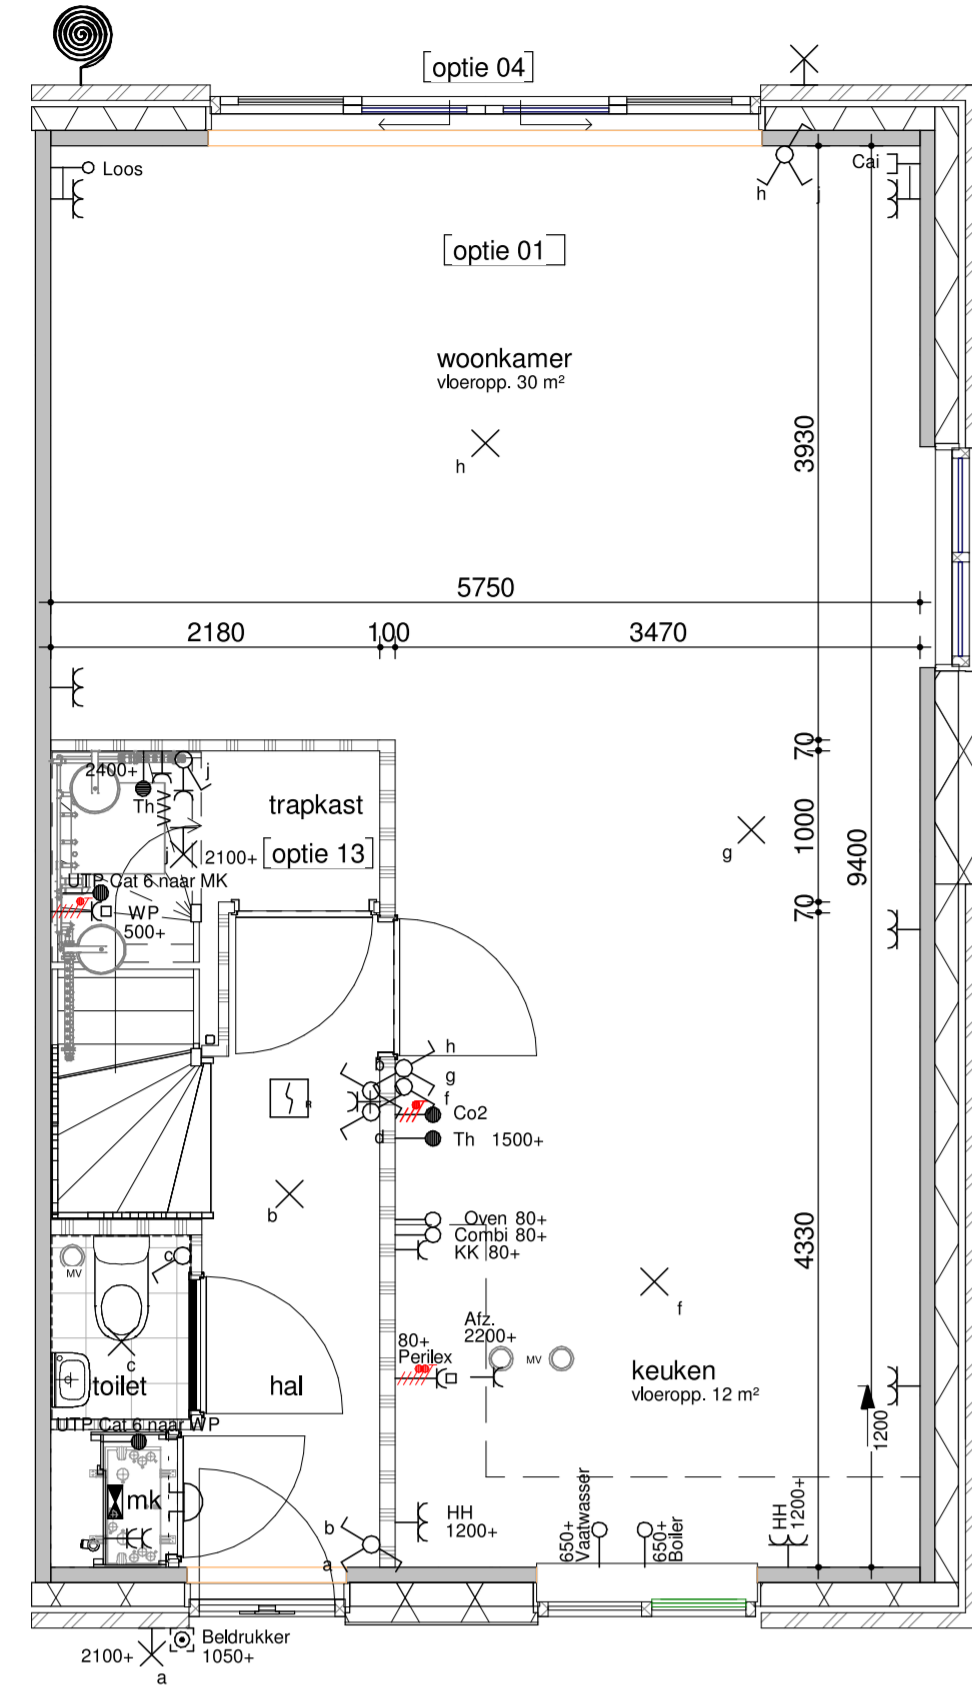 [optie 04]
Loos
Cai
h
j
[optie 01]
woonkamer
vloeropp. 30 m²
h
3930
5750
2180
100
3470
70
2400+
j
Th
trapkast
1000
g
9400
j
2100+
[optie 13]
UTP Cat 6 naar MK
WP
500+
70
h
g
f
Co2
d
Th 1500+
b
Oven 80+
Combi 80+
KK 80+
4330
c
MV
f
Afz.
2200+
80+
Perilex
MV
c
d
toilet
hal
keuken
vloeropp. 12 m²
1200
UTP Cat 6 naar WP
mk
HH
1200+
650+
Vaatwasser
650+
Boiler
HH
1200+
b
a
Beldrukker
1050+
2100+
a